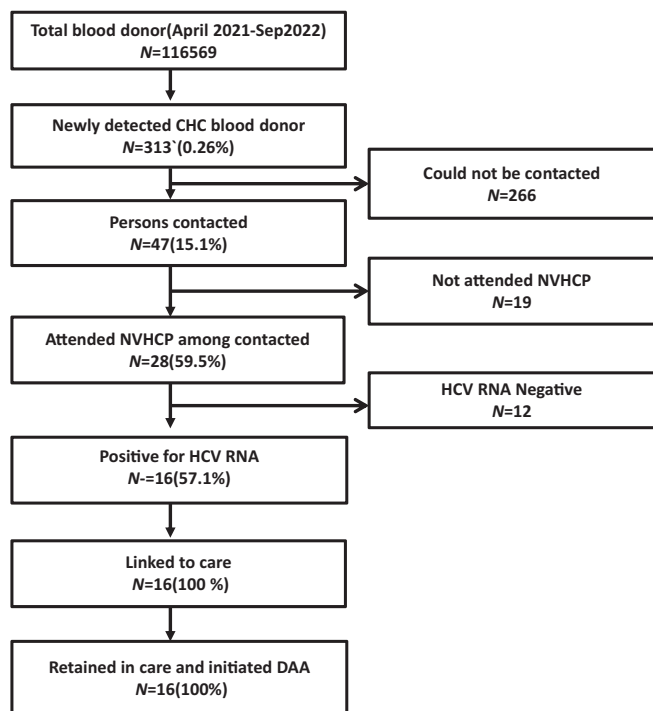 Total blood donor(April 2021-Sep2022)
N=116569
Newly detected CHC blood donor
N=313`(0.26%)
Could not be contacted
N=266
Persons contacted
N=47(15.1%)
Not attended NVHCP
N=19
Attended NVHCP among contacted
N=28(59.5%)
HCV RNA Negative
N=12
Positive for HCV RNA
N-=16(57.1%)
Linked to care
N=16(100 %)
Retained in care and initiated DAA
N=16(100%)